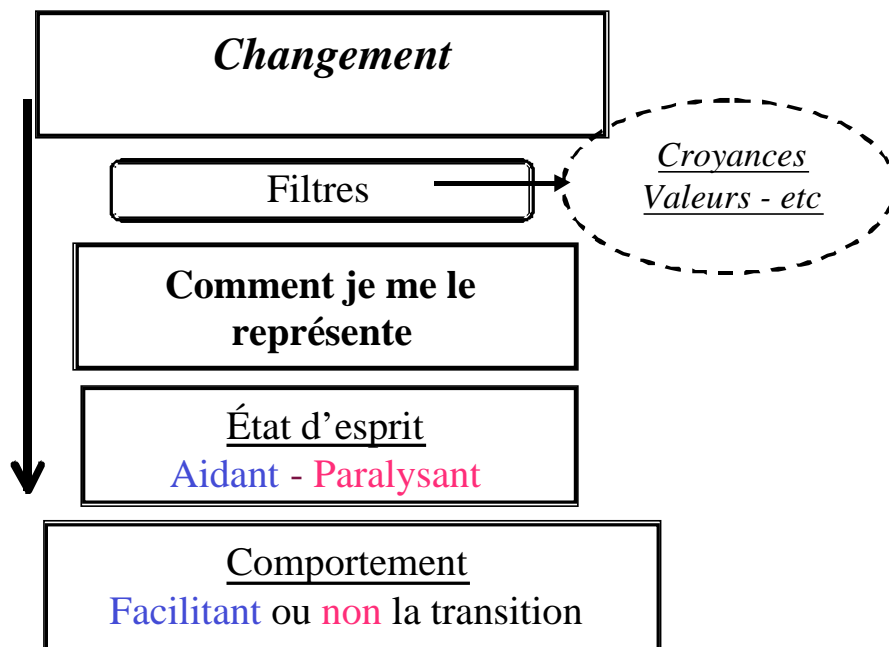 Changement
Filtres
Croyances
Valeurs - etc
Comment je me le
représente
État d’esprit
Aidant - Paralysant
Comportement
Facilitant ou non la transition